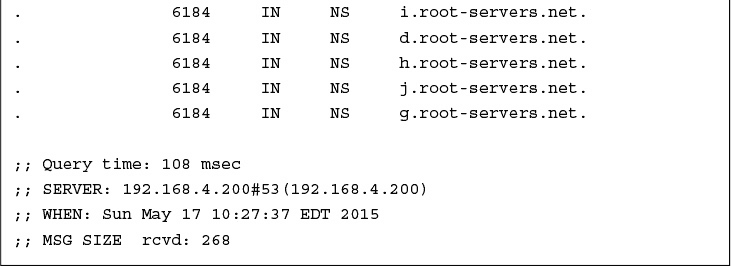 . 6184 IN NS i.root-servers.net.
. 6184 IN NS d.root-servers.net.
. 6184 IN NS h.root-servers.net.
. 6184 IN NS j.root-servers.net.
. 6184 IN NS g.root-servers.net.
;; Query time: 108 msec
;; SERVER: 192.168.4.200#53(192.168.4.200)
;; WHEN: Sun May 17 10:27:37 EDT 2015
;; MSG SIZE  rcvd: 268